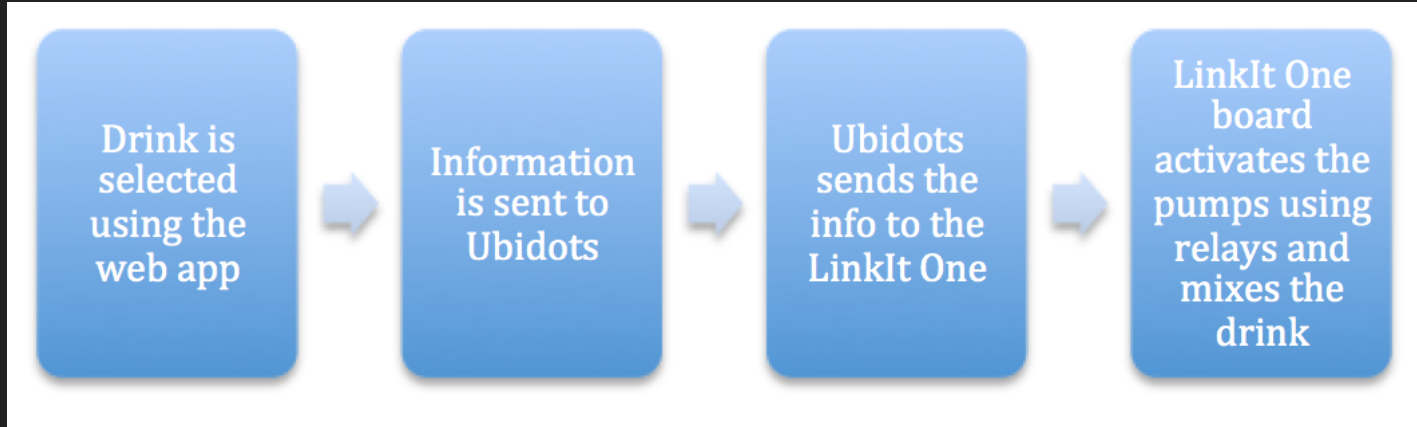 Drink is
selected
using the
web app
Information
is sent to
Ubidots
Ubidots
sends the
info to the
LinkIt One
LinkIt One
board
activates the
pumps using
relays and
mixes the
drink